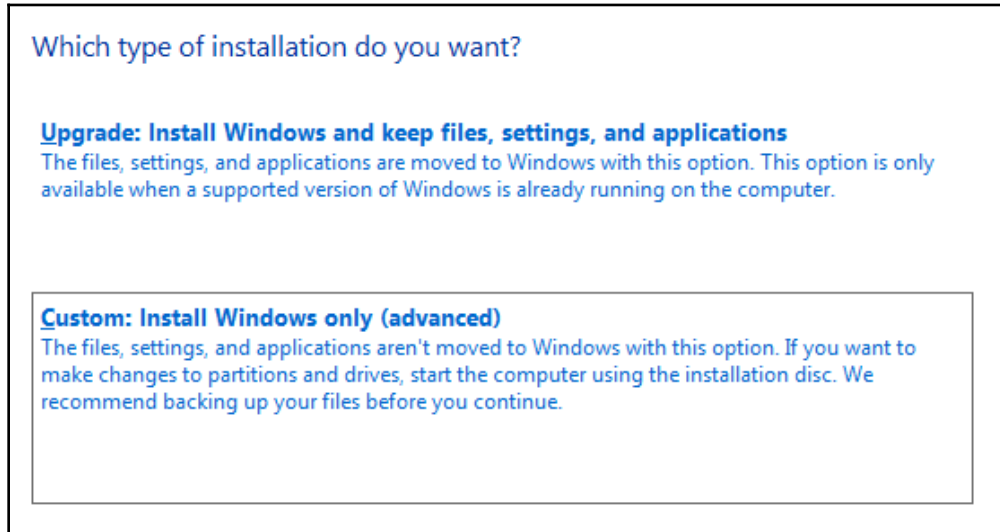 Which type of installation do you want?
Upgrade: Install Windows and keep files, settings, and applications
The files, settings, and applications are moved to Windows with this option. This option is only
available when a supported version of Windows is already running on the computer.
Custom: Install Windows only (advanced)
The files, settings, and applications aren't moved to Windows with this option. If you want to
make changes to partitions and drives, start the computer using the installation disc. We
recommend backing up your files before you continue.